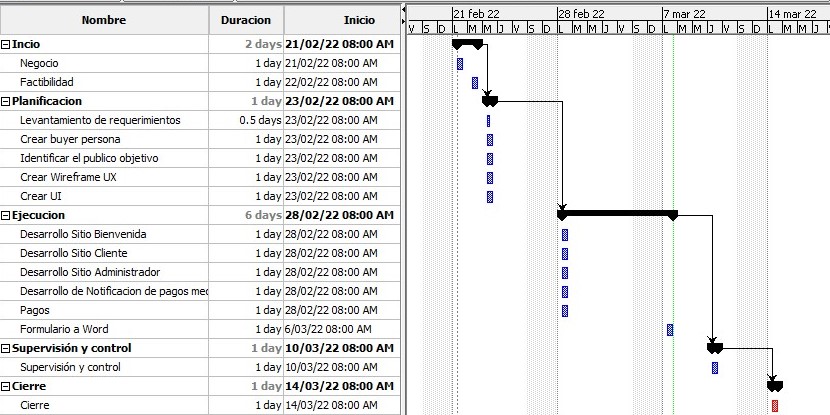 Nombre Duracion Inicio
21 feb 22 28 feb 22 7 mar 22 14 mar 22
V S D L M M J V S D L M M J V S D L M M J V S D L M M J
Incio 2 days 21/02/22 08:00 AM
Negocio 1 day 21/02/22 08:00 AM
Factibilidad 1 day 22/02/22 08:00 AM
Planificacion 1 day 23/02/22 08:00 AM
Levantamiento de requerimientos 0.5 days 23/02/22 08:00 AM
Crear buyer persona 1 day 23/02/22 08:00 AM
Identificar el publico objetivo 1 day 23/02/22 08:00 AM
Crear Wireframe UX 1 day 23/02/22 08:00 AM
Crear UI 1 day 23/02/22 08:00 AM
Ejecucion 6 days 28/02/22 08:00 AM
Desarrollo Sitio Bienvenida 1 day 28/02/22 08:00 AM
Desarrollo Sitio Cliente 1 day 28/02/22 08:00 AM
Desarrollo Sitio Administrador 1 day 28/02/22 08:00 AM
Desarrollo de Notificacion de pagos med 1 day 28/02/22 08:00 AM
Pagos 1 day 28/02/22 08:00 AM
Formulario a Word 1 day 6/03/22 08:00 AM
Supervisión y control 1 day 10/03/22 08:00 AM
Supervisión y control 1 day 10/03/22 08:00 AM
Cierre 1 day 14/03/22 08:00 AM
Cierre 1 day 14/03/22 08:00 AM